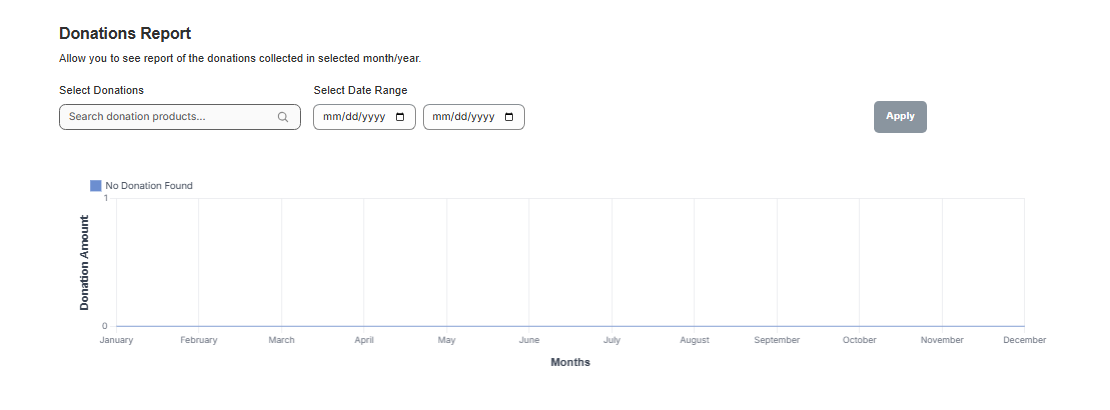 Donations Report
Allow you to see report of the donations collected in selected month/year.
Select Donations Select Date Range
Search donation products... mm/dd/yyyy mm/dd/yyyy Apply
No Donation Found
1
Donation Amount
0
January February March April May June July August September October November December
Months